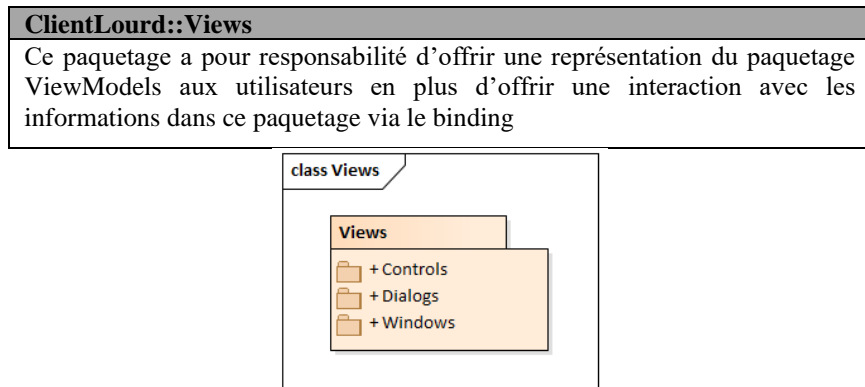 ClientLourd::Views
Ce paquetage a pour responsabilité d’offrir une représentation du paquetage
ViewModels aux utilisateurs en plus d’offrir une interaction avec les
informations dans ce paquetage via le binding
class Views
Views
+ Controls
+ Dialogs
+ Windows